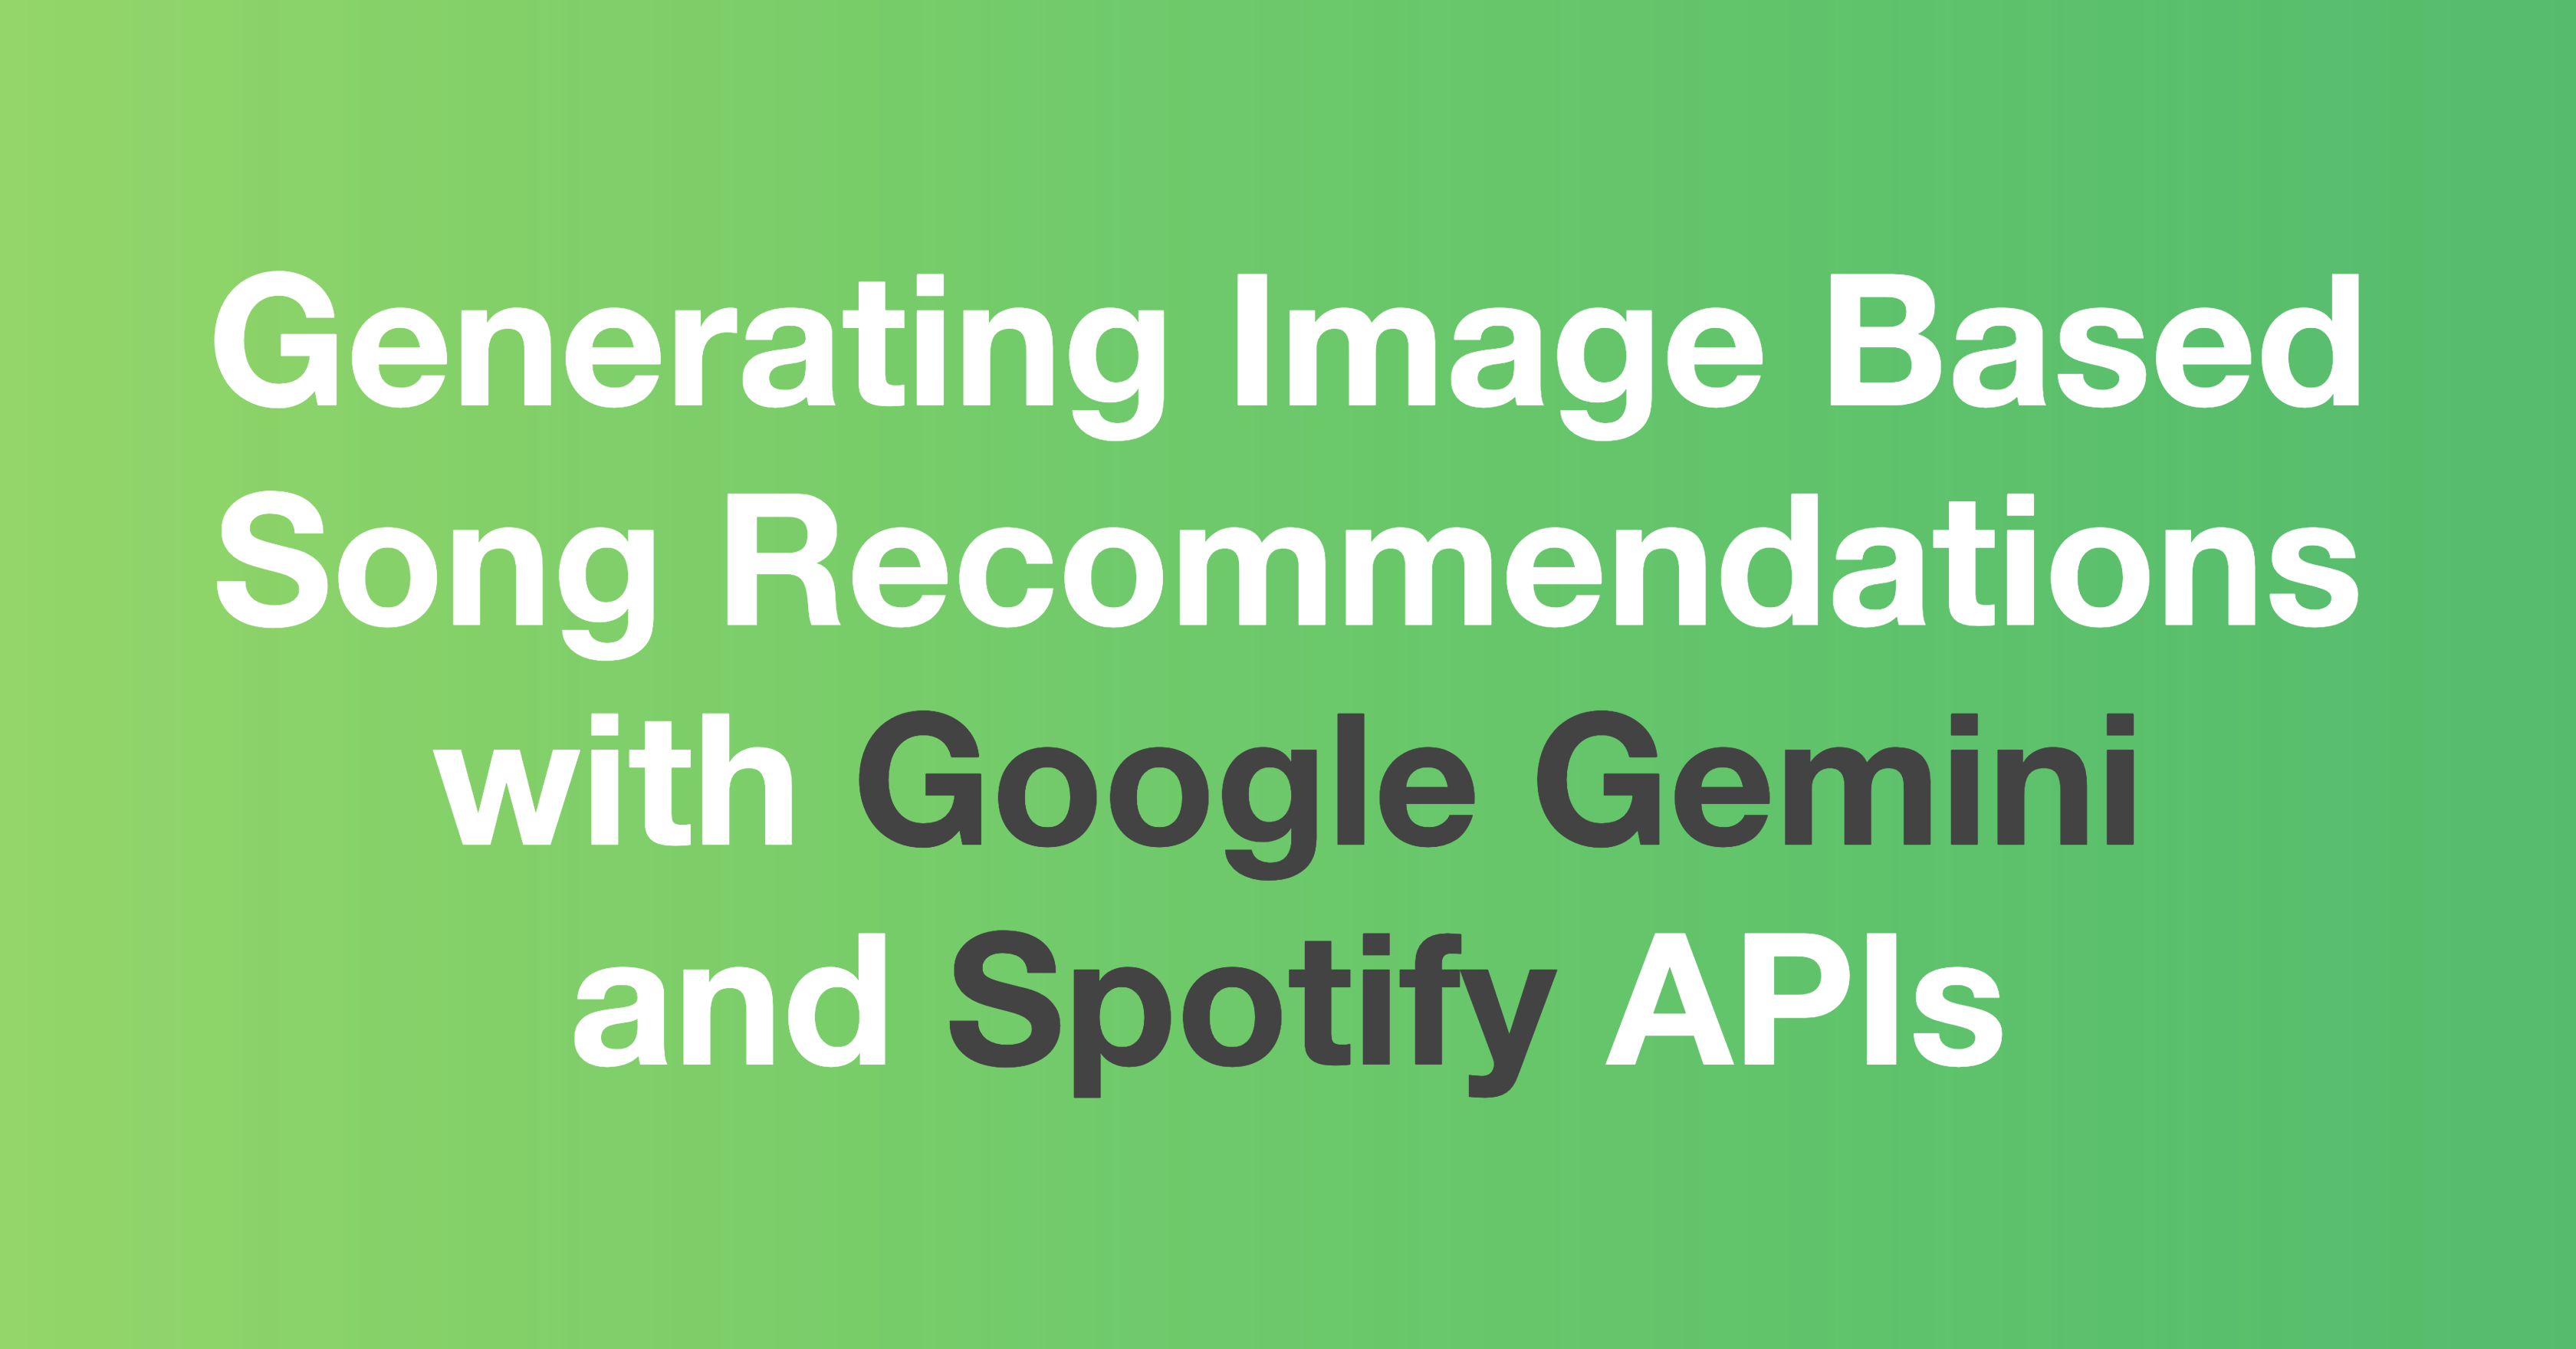 Generating Image Based
Song Recommendations
with Google Gemini
and Spotify APIs